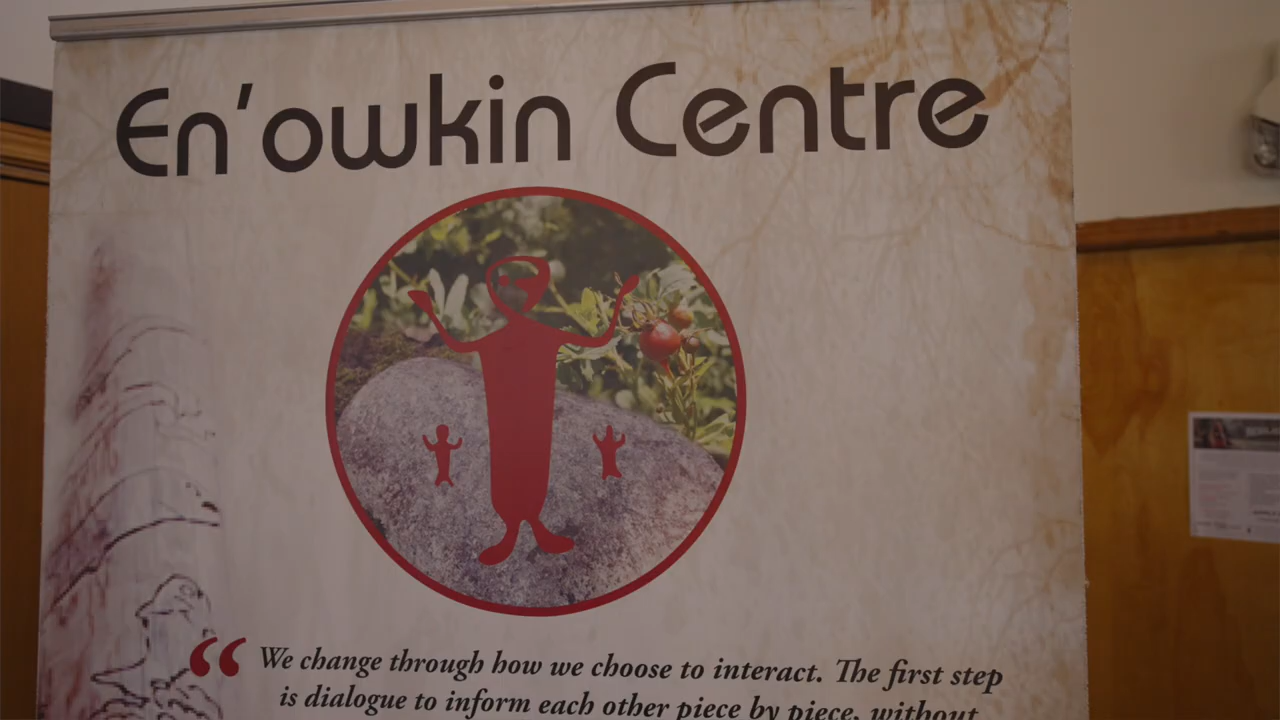 En'owkin Centre
“ We change through how we choose to interact. The first step
is dialogue to inform each other piece by piece, without